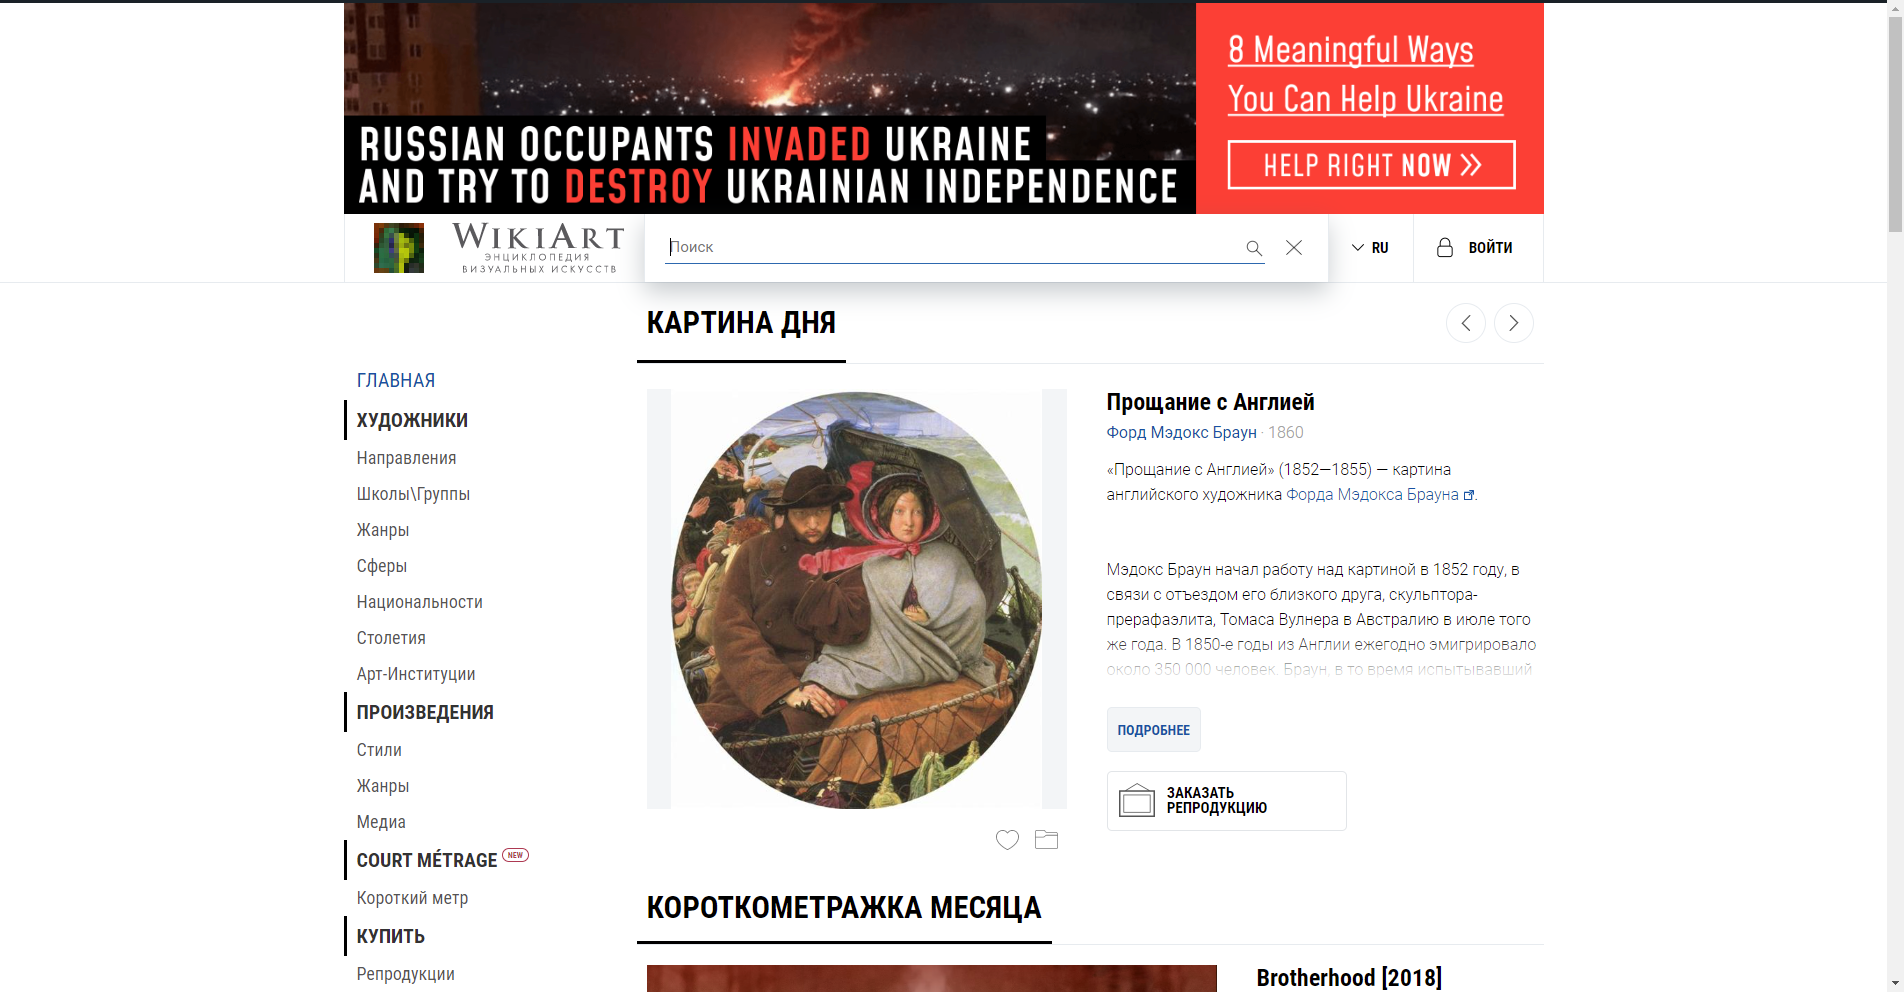 RUSSIAN OCCUPANTS INVADED UKRAINE
AND TRY TO DESTROY UKRAINIAN INDEPENDENCE
8 Meaningful Ways
You Can Help Ukraine
HELP RIGHT NOW
WIKIART
ЭНЦИКЛОПЕДИЯ
ВИЗУАЛЬНЫХ ИСКУССТВ
Поиск
RU
ВОЙТИ
ГЛАВНАЯ
ХУДОЖНИКИ
Направления
Школы\Группы
Жанры
Сферы
Национальности
Столетия
Арт-Институции
ПРОИЗВЕДЕНИЯ
Стили
Жанры
Медиа
COURT MÉTRAGE NEW
Короткий метр
КУПИТЬ
Репродукции
КАРТИНА ДНЯ
Прощание с Англией
Форд Мэдокс Браун · 1860
«Прощание с Англией» (1852—1855) — картина
английского художника Форда Мэдокса Брауна.
Мэдокс Браун начал работу над картиной в 1852 году, в
связи с отъездом его близкого друга, скульптора-
прерафаэлита, Томаса Вулнера в Австралию в июле того
же года. В 1850-е годы из Англии ежегодно эмигрировало
около 350 000 человек. Браун, в то время испытывавший
ПОДРОБНЕЕ
ЗАКАЗАТЬ
РЕПРОДУКЦИЮ
КОРОТКОМЕТРАЖКА МЕСЯЦА
Brotherhood [2018]